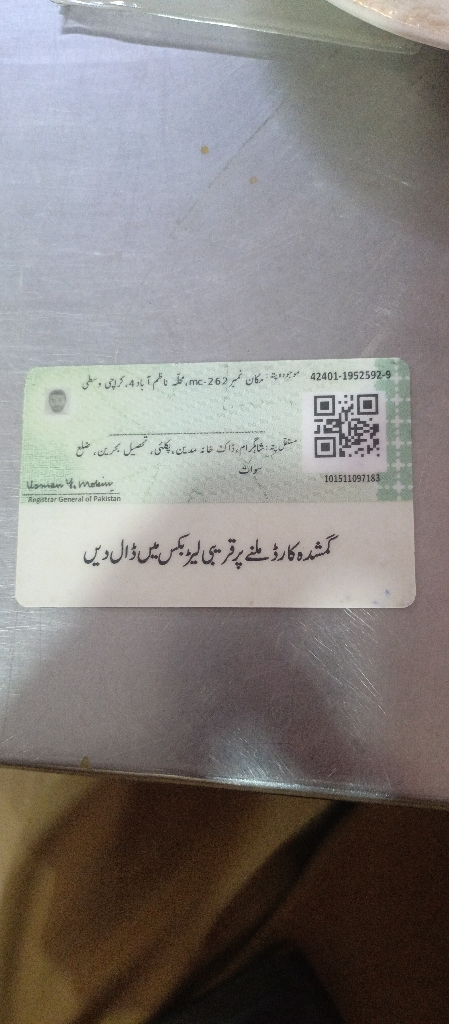 42401-1952592-9
موجودہ پتہ: مکان نمبر mc-262، محلّہ ناظم آباد 4، کراچی وسطی
مستقل پتہ: شاہگرام، ڈاک خانہ مدین، تحصیل بحرین، ضلع
سوات
101511097183
Registrar General of Pakistan
گمشدہ کارڈ ملنے پر قریبی لیٹر بکس میں ڈال دیں